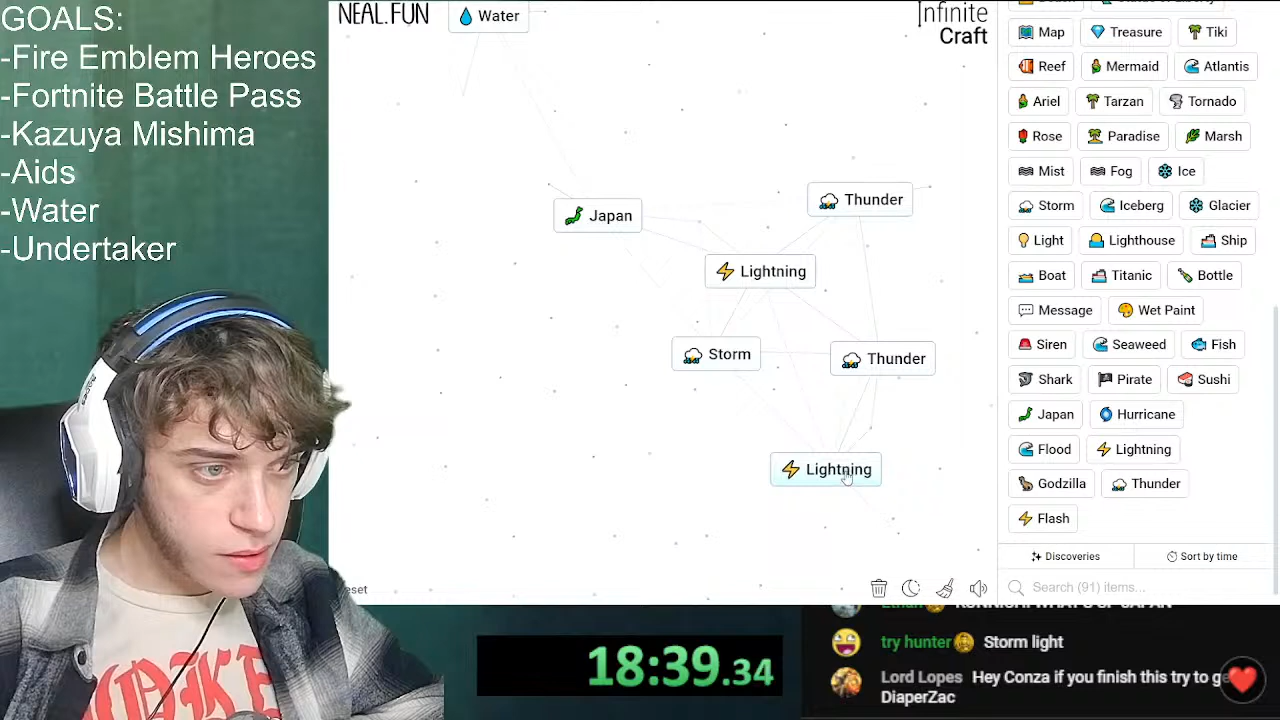 GOALS:
-Fire Emblem Heroes
-Fortnite Battle Pass
-Kazuya Mishima
-Aids
-Water
-Undertaker
NEAL.FUN
Water
Infinite
Craft
Japan
Thunder
Lightning
Storm
Thunder
Lightning
Map Treasure Tiki
Reef Mermaid Atlantis
Ariel Tarzan Tornado
Rose Paradise Marsh
Mist Fog Ice
Storm Iceberg Glacier
Light Lighthouse Ship
Boat Titanic Bottle
Message Wet Paint
Siren Seaweed Fish
Shark Pirate Sushi
Japan Hurricane
Flood Lightning
Godzilla Thunder
Flash
Discoveries Sort by time
Search (91) items...
eset
18:39.34
try hunter Storm light
Lord Lopes Hey Conza if you finish this try to ge
DiaperZac